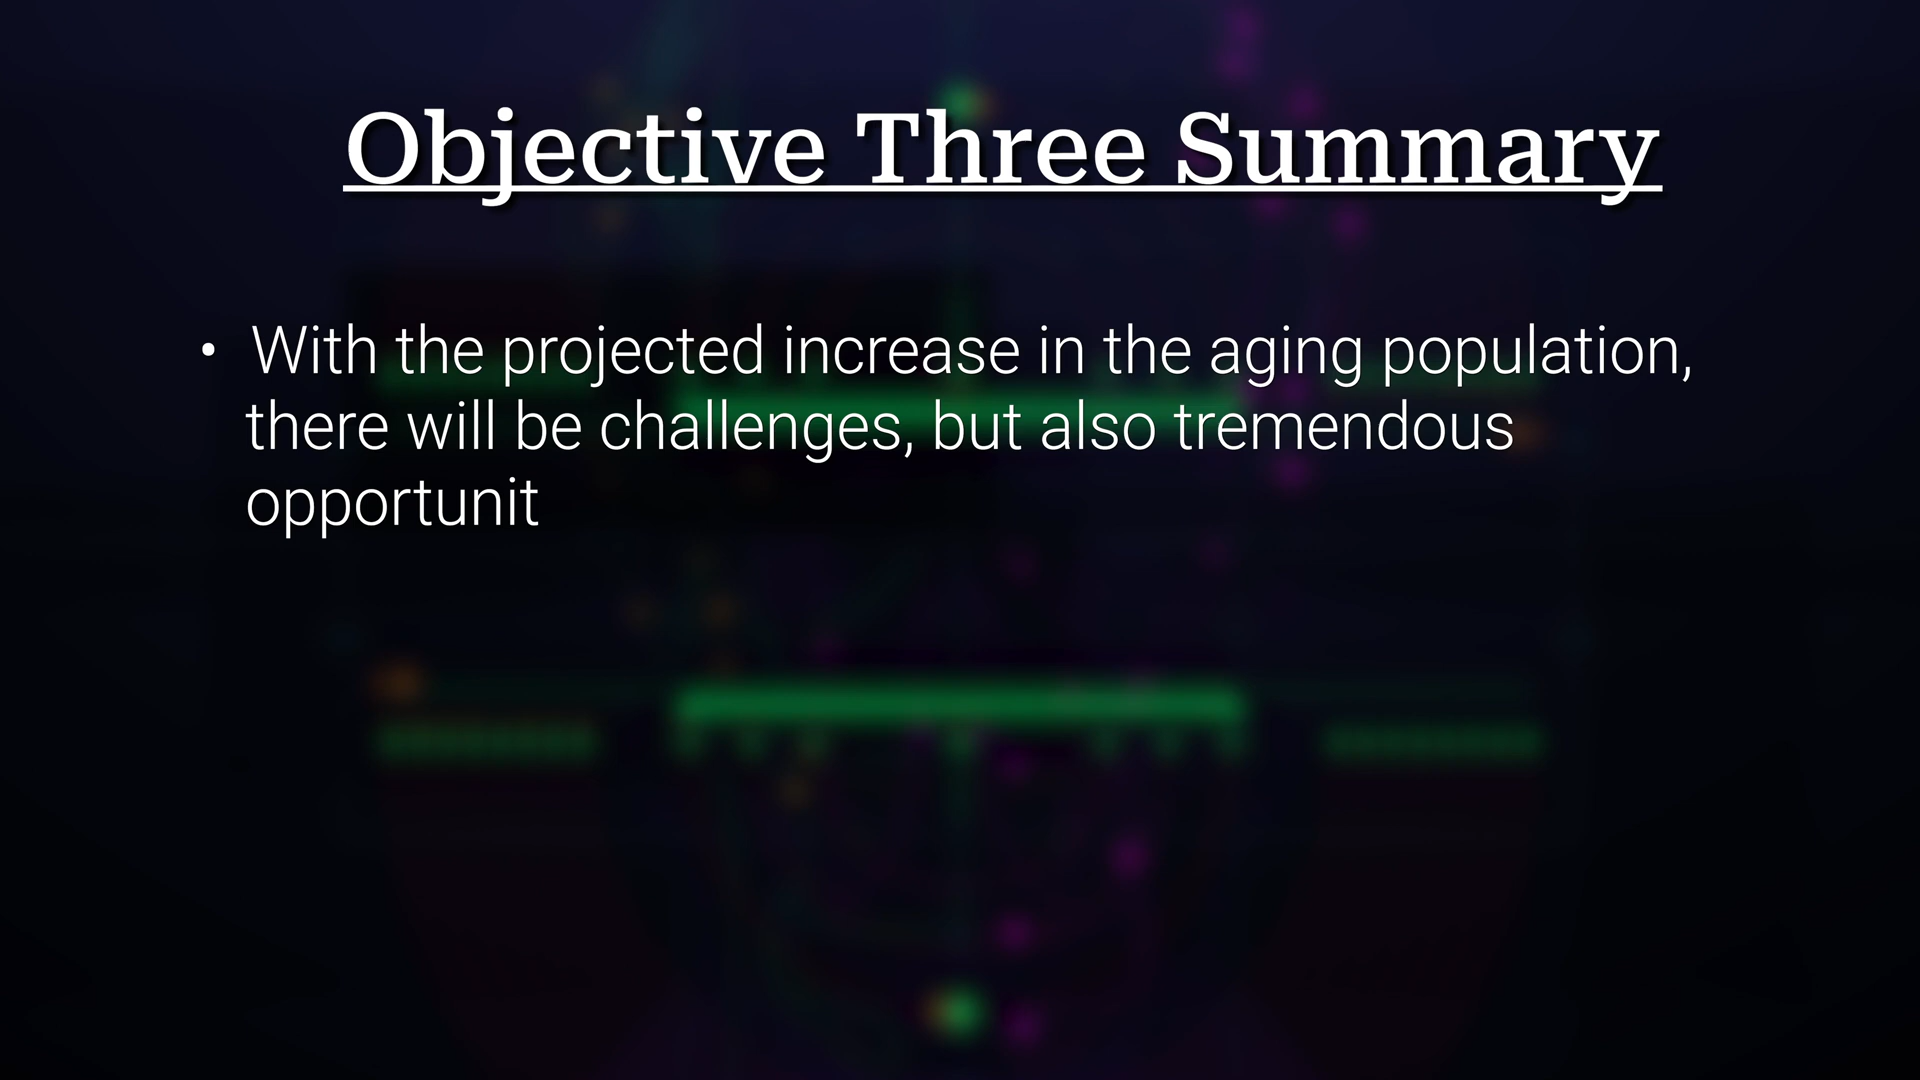 Objective Three Summary
• With the projected increase in the aging population,
there will be challenges, but also tremendous
opportunit